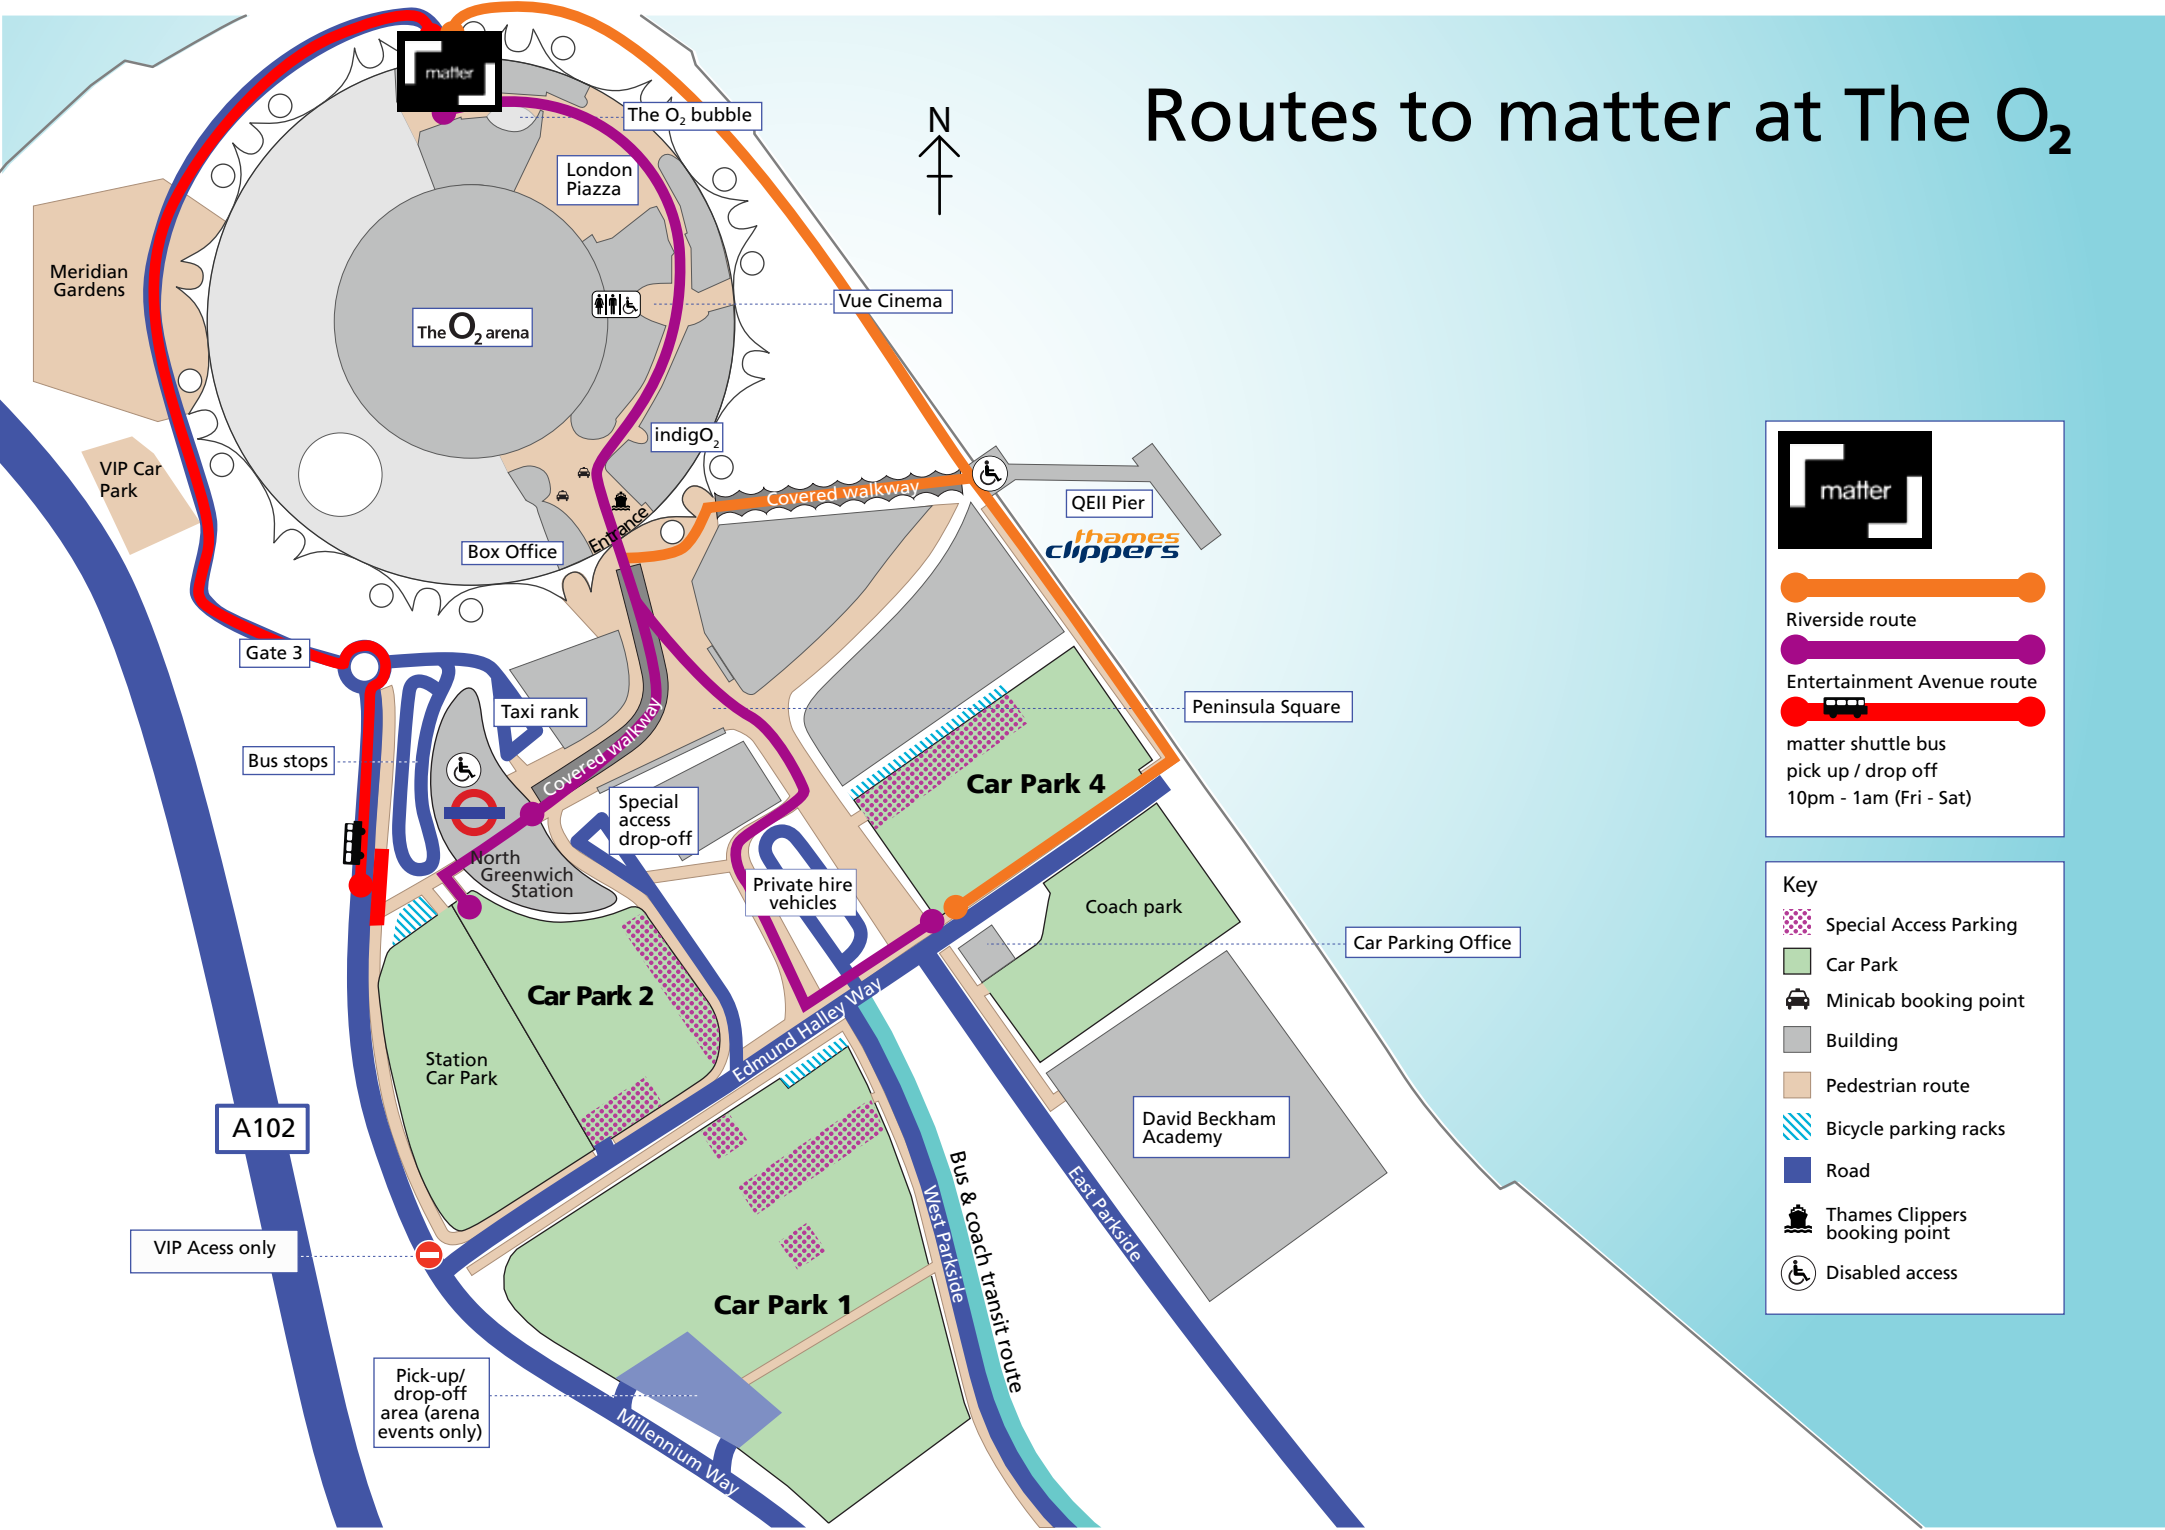 Routes to matter at The O2
matter
N
The O2 bubble
London
Piazza
Meridian
Gardens
Vue Cinema
The O2 arena
indigO2
VIP Car
Park
Covered walkway
QEII Pier
thames
clippers
Entrance
Box Office
Gate 3
Taxi rank
Peninsula Square
Bus stops
Covered walkway
Car Park 4
Special
access
drop-off
North
Greenwich
Station
Private hire
vehicles
Coach park
Car Parking Office
Car Park 2
Edmund Halley Way
Station
Car Park
A102
David Beckham
Academy
Bus & coach transit route
West Parkside
East Parkside
VIP Acess only
Car Park 1
Pick-up/
drop-off
area (arena
events only)
Millennium Way
matter
Riverside route
Entertainment Avenue route
matter shuttle bus
pick up / drop off
10pm - 1am (Fri - Sat)
Key
Special Access Parking
Car Park
Minicab booking point
Building
Pedestrian route
Bicycle parking racks
Road
Thames Clippers
booking point
Disabled access